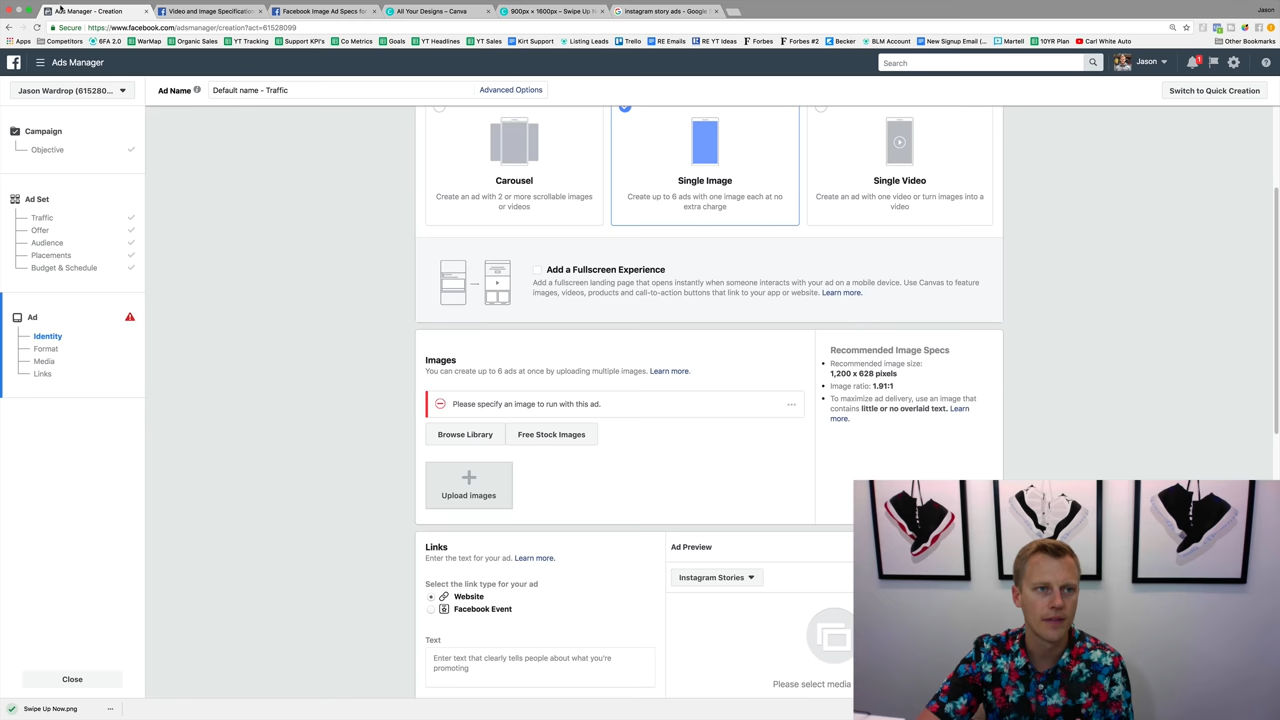 Ads Manager - Creation
Video and Image Specification
Facebook Image Ad Specs for
All Your Designs – Canva
900px × 1600px – Swipe Up N
instagram story ads - Google S
Jason
Secure
https://www.facebook.com/adsmanager/creation?act=61528099
Apps
Competitors
6FA 2.0
WarMap
Organic Sales
YT Tracking
Support KPI's
Co Metrics
Goals
YT Headlines
YT Sales
Kirt Support
Listing Leads
Trello
RE Emails
RE YT Ideas
Forbes
Forbes #2
Becker
BLM Account
New Signup Email (...
Martell
10YR Plan
Carl White Auto
Other Bookmarks
Ads Manager
Search
Jason
1
Jason Wardrop (615280...
Ad Name
Default name - Traffic
Advanced Options
Switch to Quick Creation
Campaign
Objective
Ad Set
Traffic
Offer
Audience
Placements
Budget & Schedule
Ad
Identity
Format
Media
Links
Close
Carousel
Create an ad with 2 or more scrollable images
or videos
Single Image
Create up to 6 ads with one image each at no
extra charge
Single Video
Create an ad with one video or turn images into a
video
Add a Fullscreen Experience
Add a fullscreen landing page that opens instantly when someone interacts with your ad on a mobile device. Use Canvas to feature
images, videos, products and call-to-action buttons that link to your app or website. Learn more.
Images
You can create up to 6 ads at once by uploading multiple images. Learn more.
Please specify an image to run with this ad.
Browse Library
Free Stock Images
Upload images
Recommended Image Specs
Recommended image size:
1,200 x 628 pixels
Image ratio: 1.91:1
To maximize ad delivery, use an image that
contains little or no overlaid text. Learn
more.
Links
Enter the text for your ad. Learn more.
Select the link type for your ad
Website
Facebook Event
Text
Enter text that clearly tells people about what you're
promoting
Ad Preview
Instagram Stories
Please select media
Swipe Up Now.png